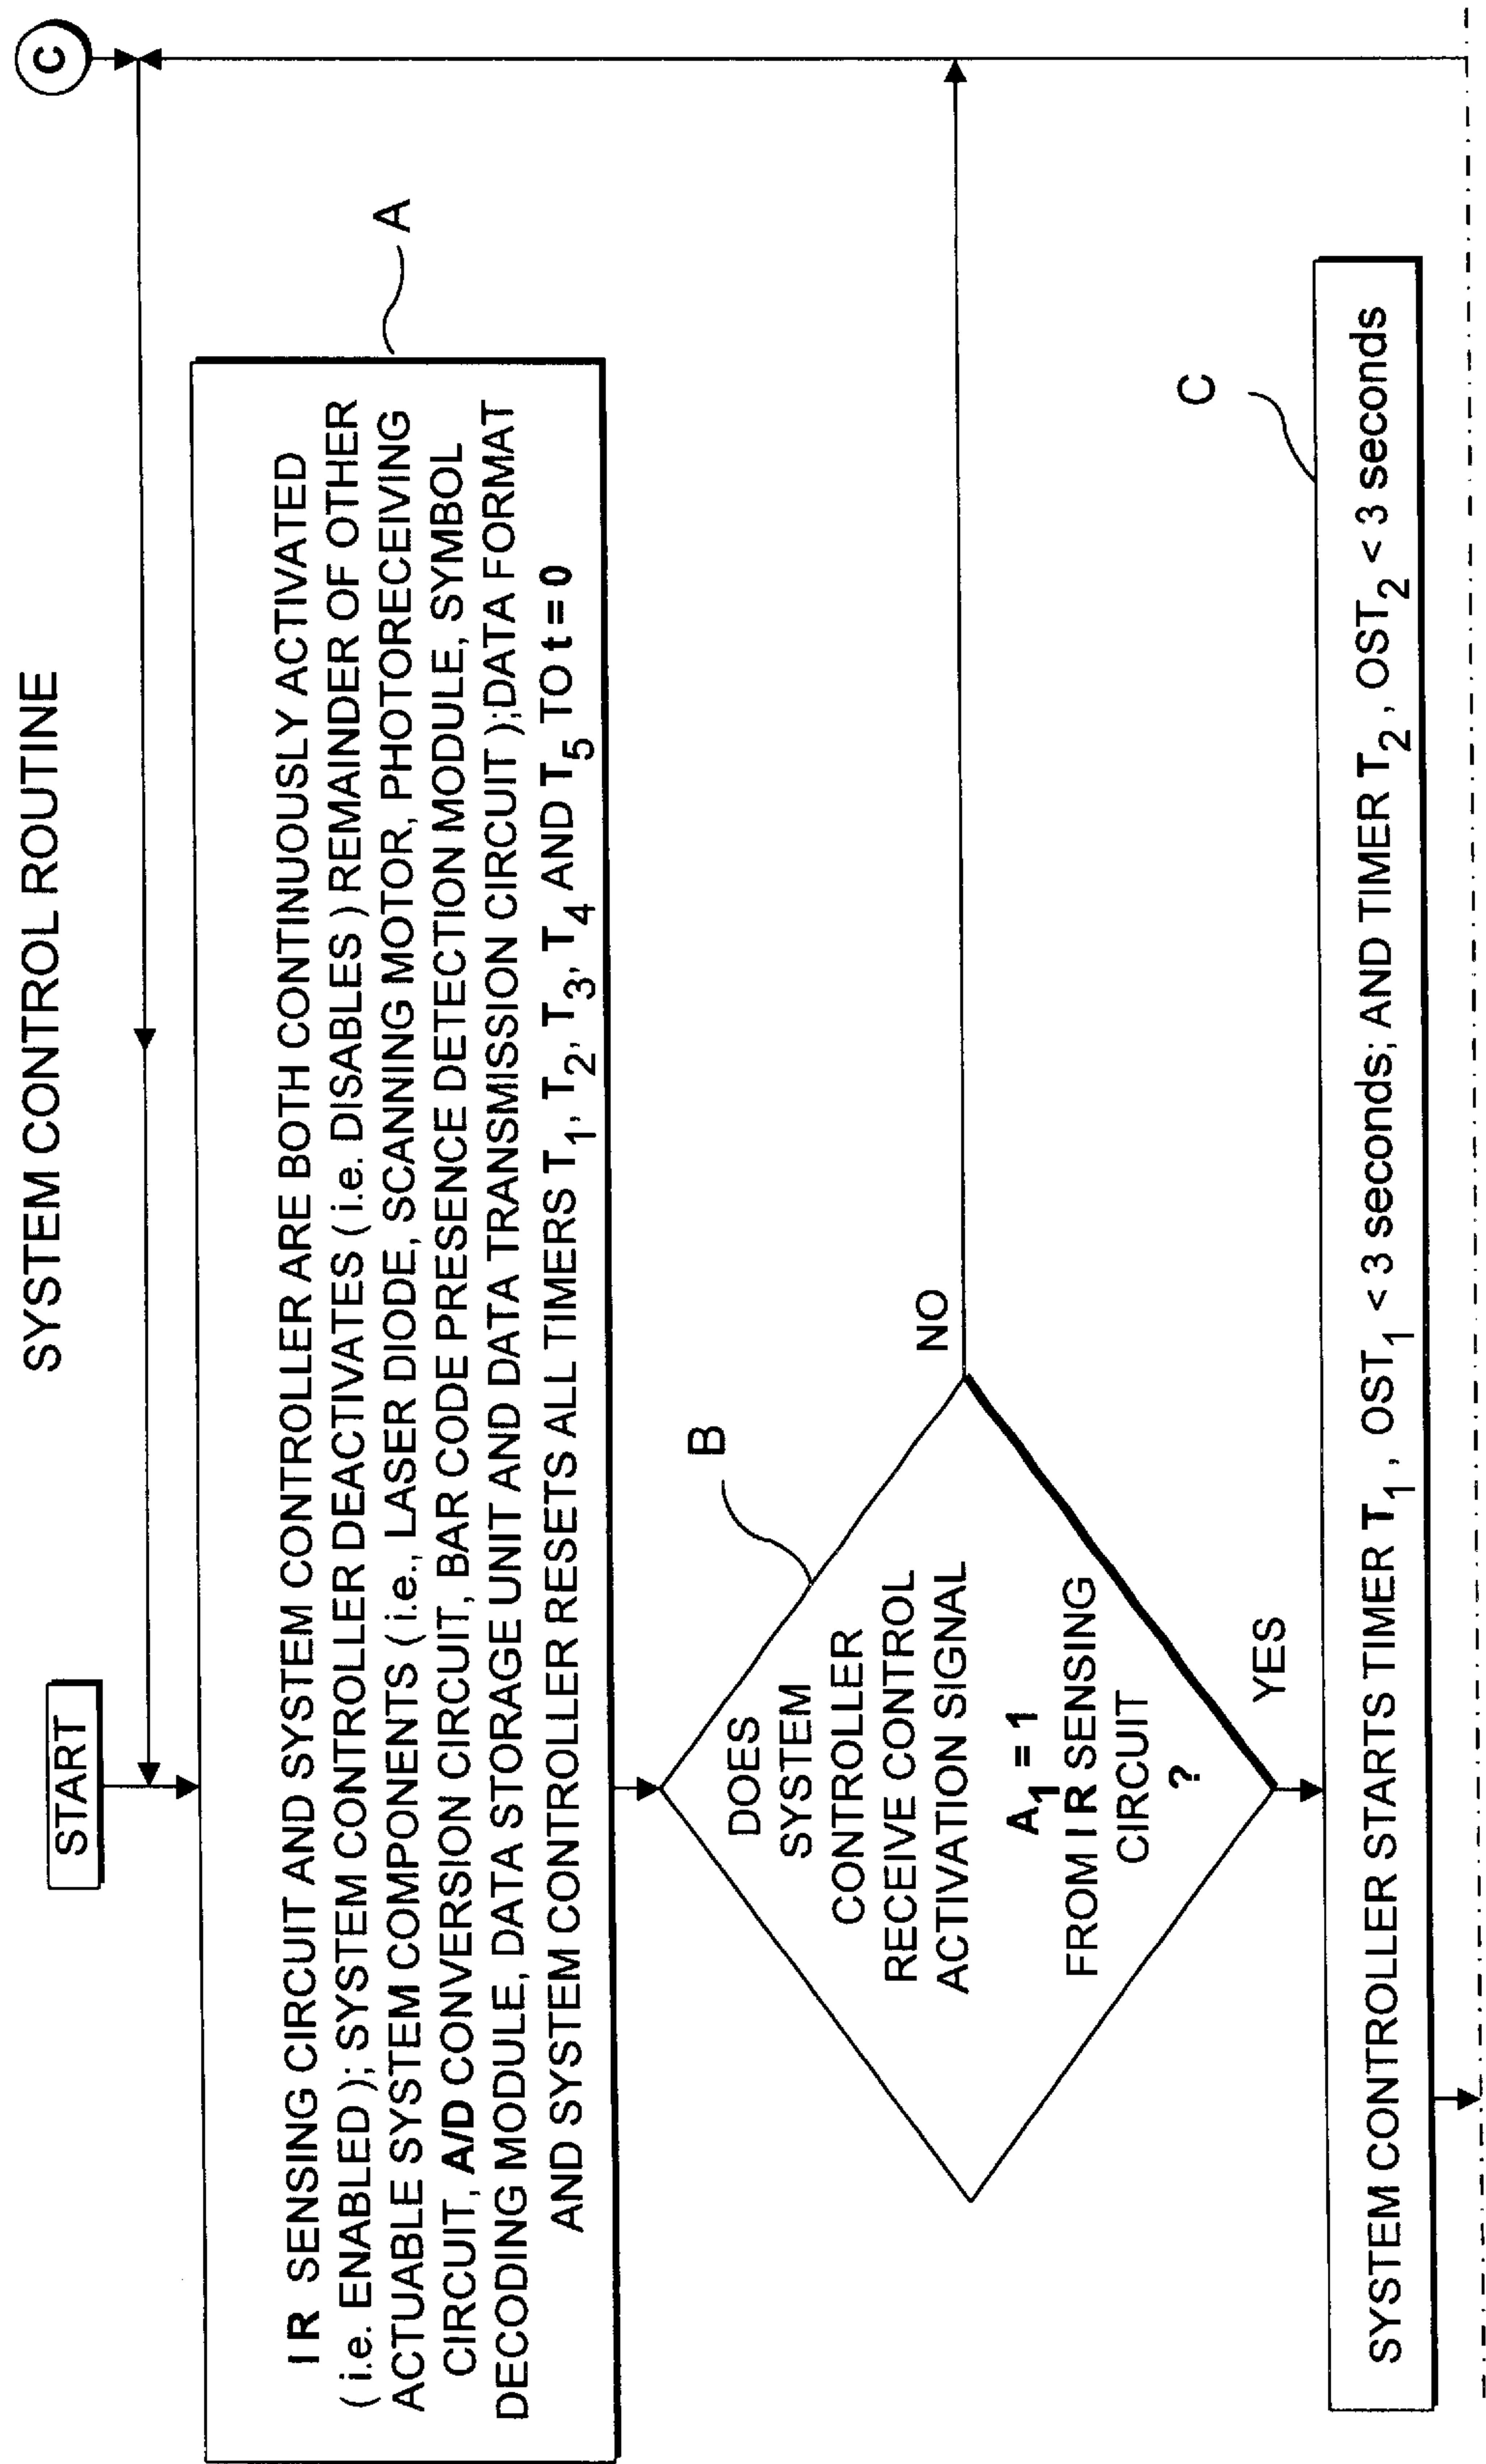 SYSTEM CONTROL ROUTINE
C
START
A
I R SENSING CIRCUIT AND SYSTEM CONTROLLER ARE BOTH CONTINUOUSLY ACTIVATED
( i.e. ENABLED ); SYSTEM CONTROLLER DEACTIVATES ( i.e. DISABLES ) REMAINDER OF OTHER
ACTUABLE SYSTEM COMPONENTS ( i.e., LASER DIODE, SCANNING MOTOR, PHOTORECEIVING
CIRCUIT, A/D CONVERSION CIRCUIT, BAR CODE PRESENCE DETECTION MODULE, SYMBOL
DECODING MODULE, DATA STORAGE UNIT AND DATA TRANSMISSION CIRCUIT );DATA FORMAT
AND SYSTEM CONTROLLER RESETS ALL TIMERS T₁, T₂, T₃, T₄ AND T₅ TO t = 0
B
DOES
SYSTEM
CONTROLLER
RECEIVE CONTROL
ACTIVATION SIGNAL
A₁ = 1
FROM I R SENSING
CIRCUIT
?
NO
YES
C
SYSTEM CONTROLLER STARTS TIMER T₁ , OST₁ < 3 seconds; AND TIMER T₂ , OST₂ < 3 seconds